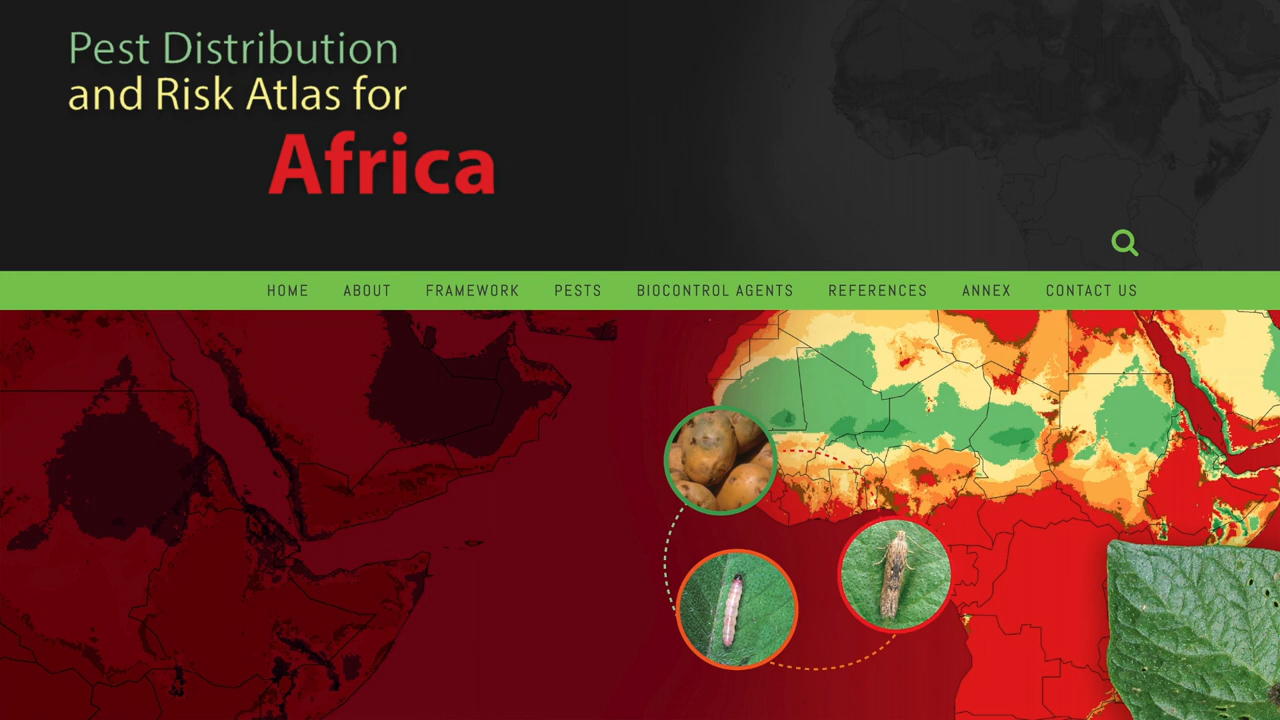 Pest Distribution
and Risk Atlas for
Africa
HOME ABOUT FRAMEWORK PESTS BIOCONTROL AGENTS REFERENCES ANNEX CONTACT US